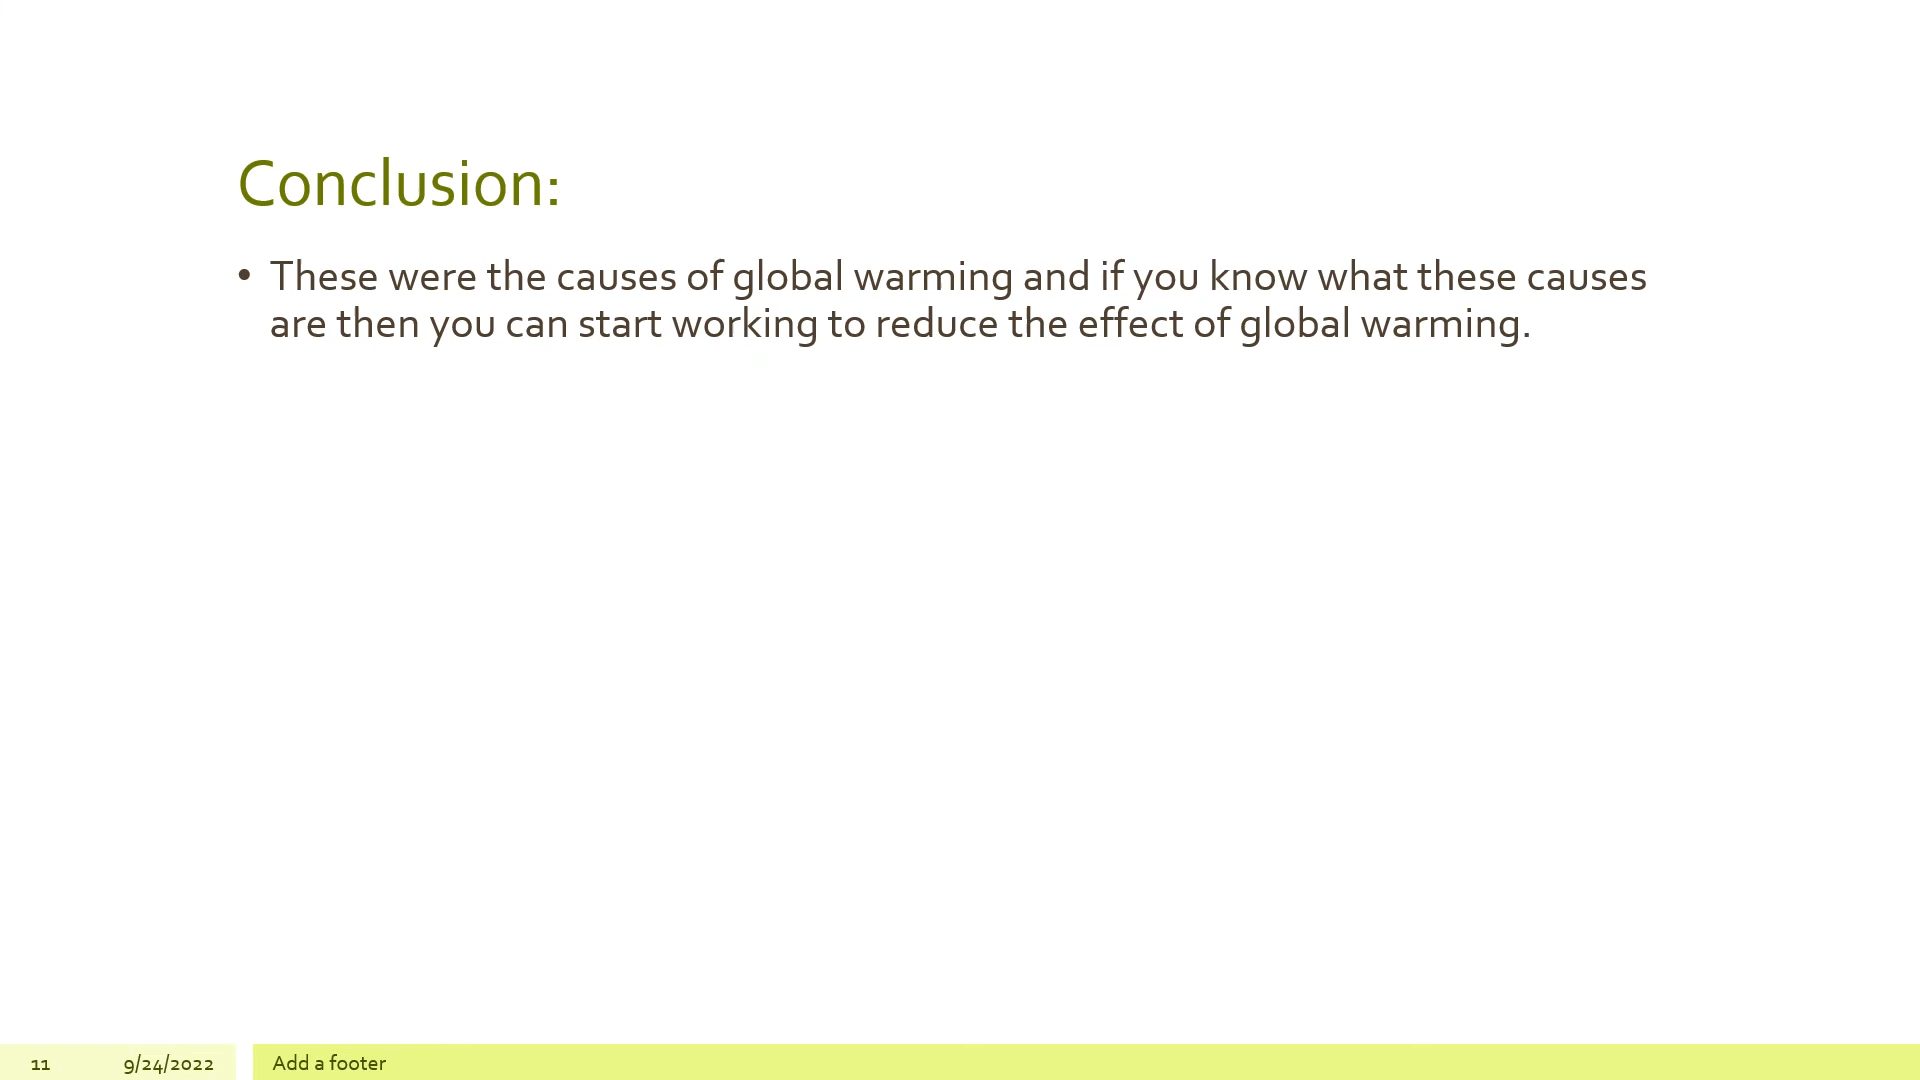 Conclusion:
• These were the causes of global warming and if you know what these causes
are then you can start working to reduce the effect of global warming.
11 9/24/2022 Add a footer